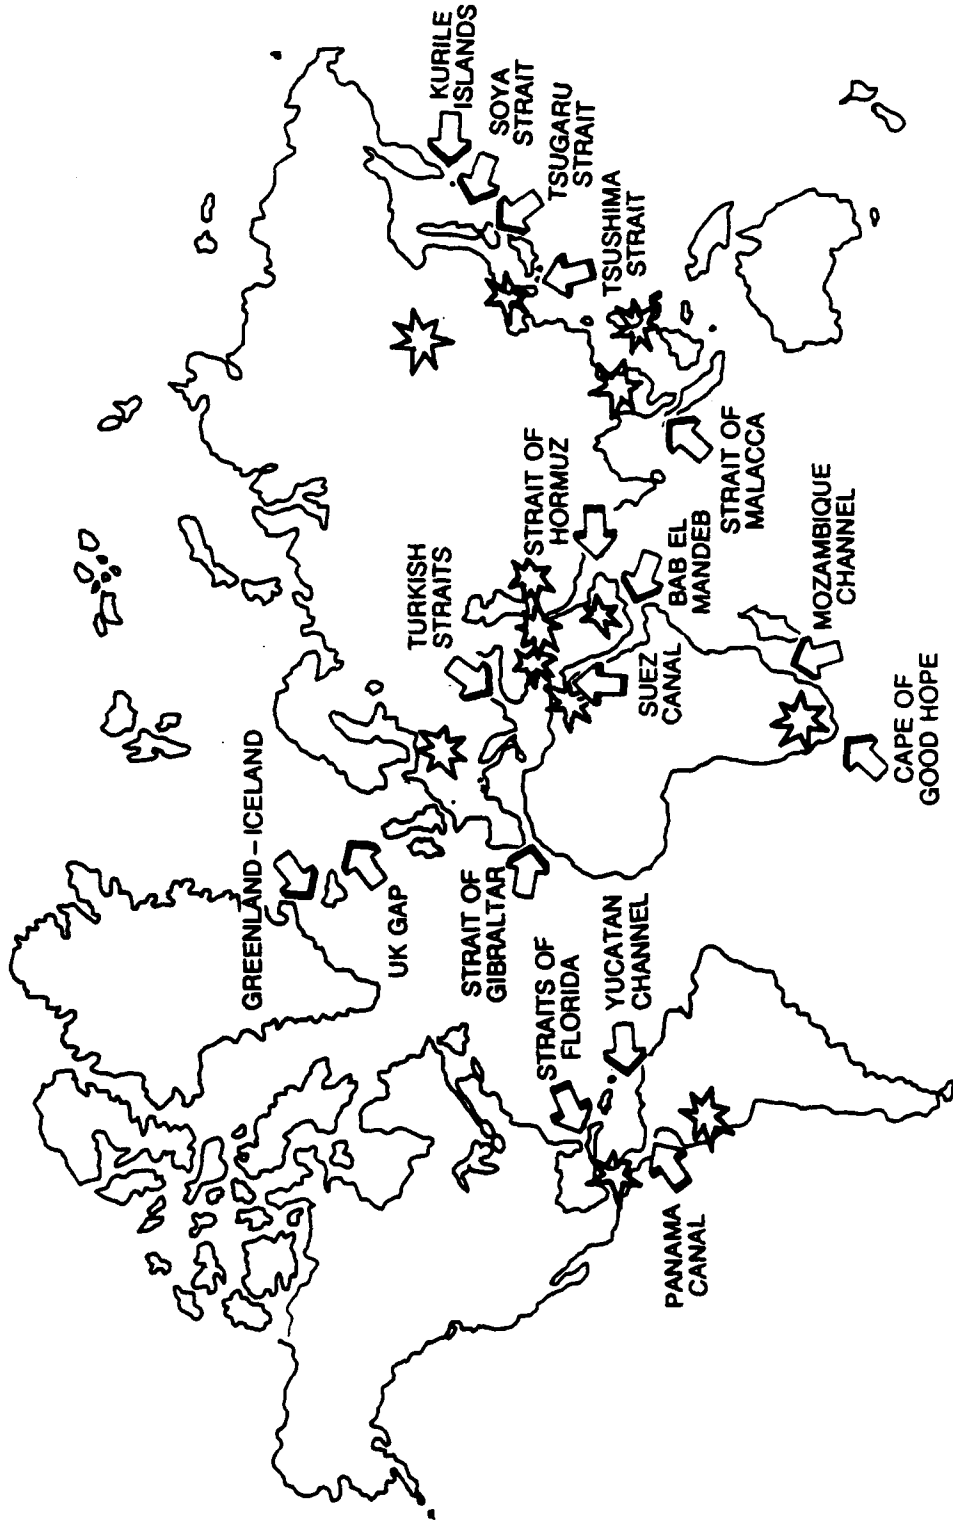 GREENLAND – ICELAND
UK GAP
STRAIT OF
GIBRALTAR
STRAITS OF
FLORIDA
YUCATAN
CHANNEL
PANAMA
CANAL
TURKISH
STRAITS
STRAIT OF
HORMUZ
SUEZ
CANAL
BAB EL
MANDEB
STRAIT OF
MALACCA
MOZAMBIQUE
CHANNEL
CAPE OF
GOOD HOPE
KURILE
ISLANDS
SOYA
STRAIT
TSUGARU
STRAIT
TSUSHIMA
STRAIT